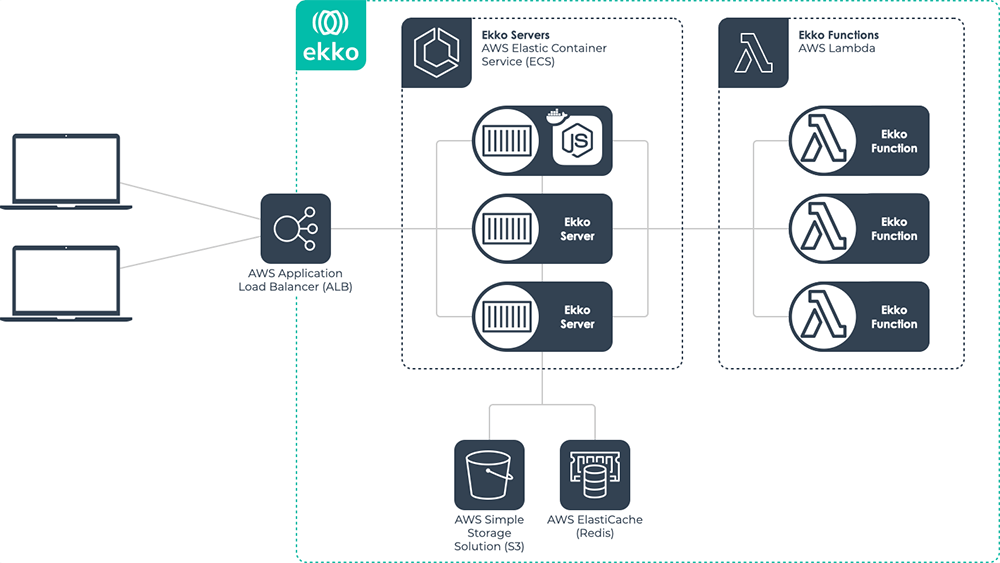 ekko
Ekko Servers
AWS Elastic Container
Service (ECS)
Ekko Functions
AWS Lambda
JS
Ekko
Function
Ekko
Server
Ekko
Function
Ekko
Server
Ekko
Function
AWS Application
Load Balancer (ALB)
AWS Simple
Storage
Solution (S3)
AWS ElastiCache
(Redis)